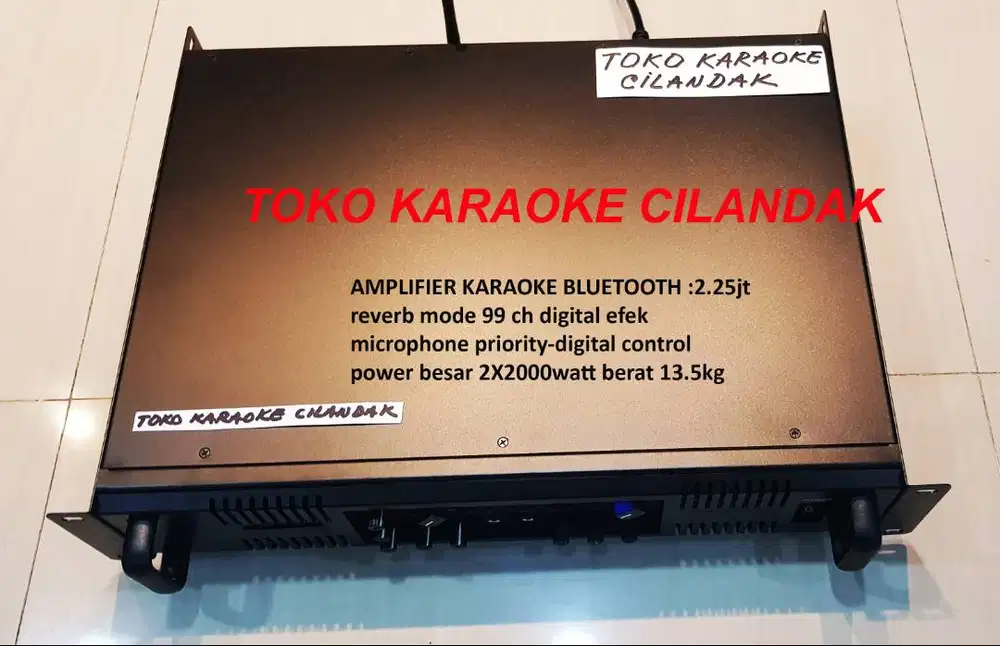 TOKO KARAOKE
CILANDAK
TOKO KARAOKE CILANDAK
AMPLIFIER KARAOKE BLUETOOTH :2.25jt
reverb mode 99 ch digital efek
microphone priority-digital control
power besar 2X2000watt berat 13.5kg
TOKO KARAOKE CILANDAK